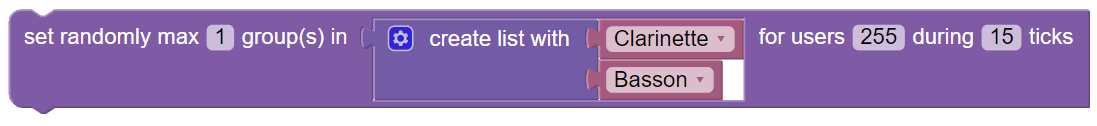 set randomly max 1 group(s) in create list with Clarinette for users 255 during 15 ticks
Basson